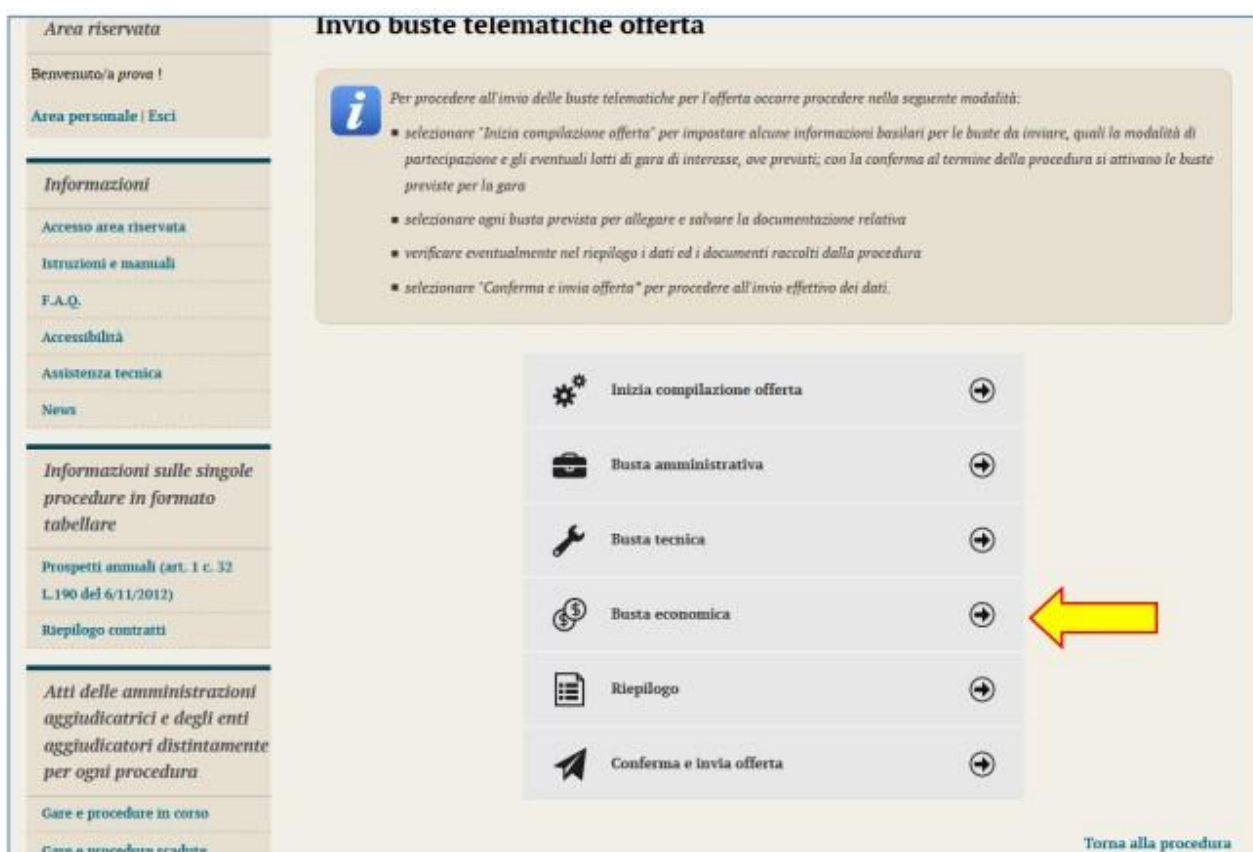 Area riservata
Benvenuto/a prova !
Area personale | Esci
Informazioni
Accesso area riservata
Istruzioni e manuali
F.A.Q.
Accessibilità
Assistenza tecnica
News
Informazioni sulle singole
procedure in formato
tabellare
Prospetti annuali (art. 1 c. 32
L.190 del 6/11/2012)
Riepilogo contratti
Atti delle amministrazioni
aggiudicatrici e degli enti
aggiudicatori distintamente
per ogni procedura
Gare e procedure in corso
Gare e procedure scadute
Invio buste telematiche offerta
Per procedere all'invio delle buste telematiche per l'offerta occorre procedere nella seguente modalità:
▪ selezionare "Inizia compilazione offerta" per impostare alcune informazioni basilari per le buste da inviare, quali la modalità di
partecipazione e gli eventuali lotti di gara di interesse, ove previsti; con la conferma al termine della procedura si attivano le buste
previste per la gara
▪ selezionare ogni busta prevista per allegare e salvare la documentazione relativa
▪ verificare eventualmente nel riepilogo i dati ed i documenti raccolti dalla procedura
▪ selezionare "Conferma e invia offerta" per procedere all'invio effettivo dei dati.
Inizia compilazione offerta
Busta amministrativa
Busta tecnica
Busta economica
Riepilogo
Conferma e invia offerta
Torna alla procedura